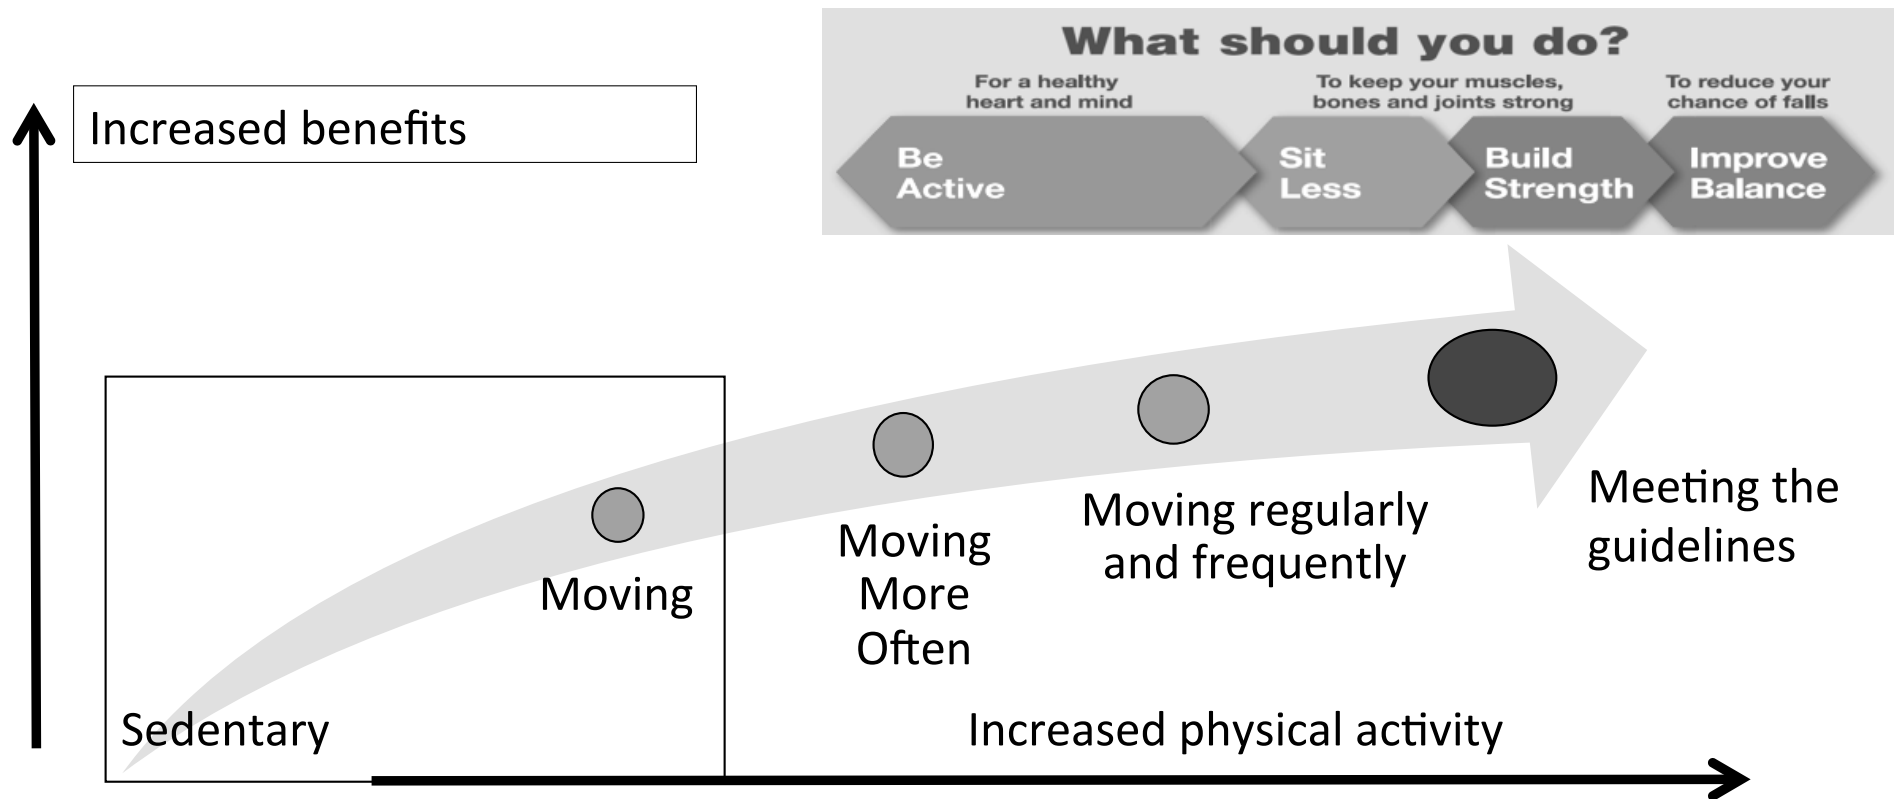 What should you do?
For a healthy
heart and mind
To keep your muscles,
bones and joints strong
To reduce your
chance of falls
Be
Active
Sit
Less
Build
Strength
Improve
Balance
Increased benefits
Moving
Moving
More
Often
Moving regularly
and frequently
Meeting the
guidelines
Sedentary
Increased physical activity